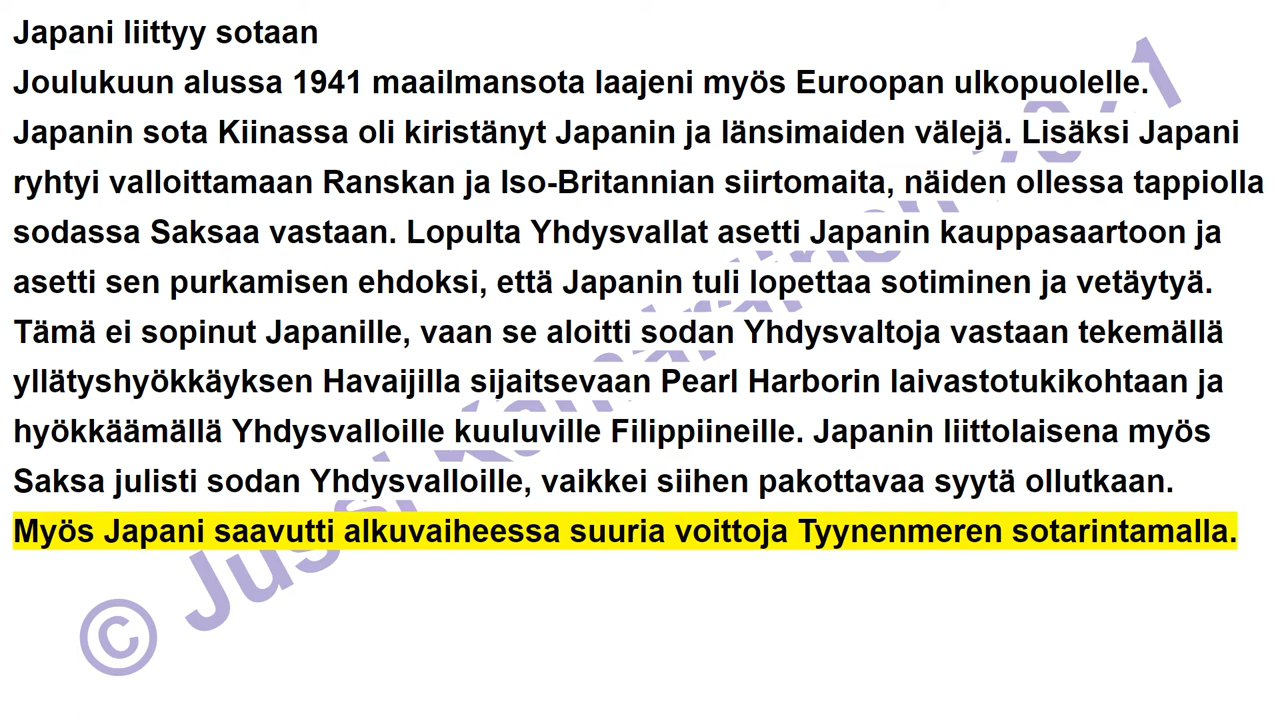 Japani liittyy sotaan
Joulukuun alussa 1941 maailmansota laajeni myös Euroopan ulkopuolelle.
Japanin sota Kiinassa oli kiristänyt Japanin ja länsimaiden välejä. Lisäksi Japani
ryhtyi valloittamaan Ranskan ja Iso-Britannian siirtomaita, näiden ollessa tappiolla
sodassa Saksaa vastaan. Lopulta Yhdysvallat asetti Japanin kauppasaartoon ja
asetti sen purkamisen ehdoksi, että Japanin tuli lopettaa sotiminen ja vetäytyä.
Tämä ei sopinut Japanille, vaan se aloitti sodan Yhdysvaltoja vastaan tekemällä
yllätyshyökkäyksen Havaijilla sijaitsevaan Pearl Harborin laivastotukikohtaan ja
hyökkäämällä Yhdysvalloille kuuluville Filippiineille. Japanin liittolaisena myös
Saksa julisti sodan Yhdysvalloille, vaikkei siihen pakottavaa syytä ollutkaan.
Myös Japani saavutti alkuvaiheessa suuria voittoja Tyynenmeren sotarintamalla.
© Jussi